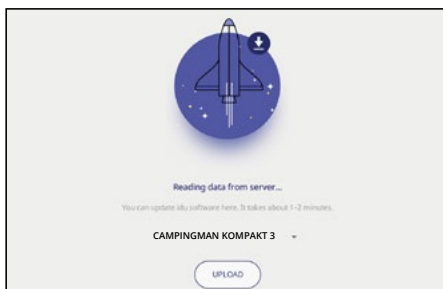 Reading data from server...
You can update idu software here. It takes about 1-2 minutes.
CAMPINGMAN KOMPAKT 3
UPLOAD